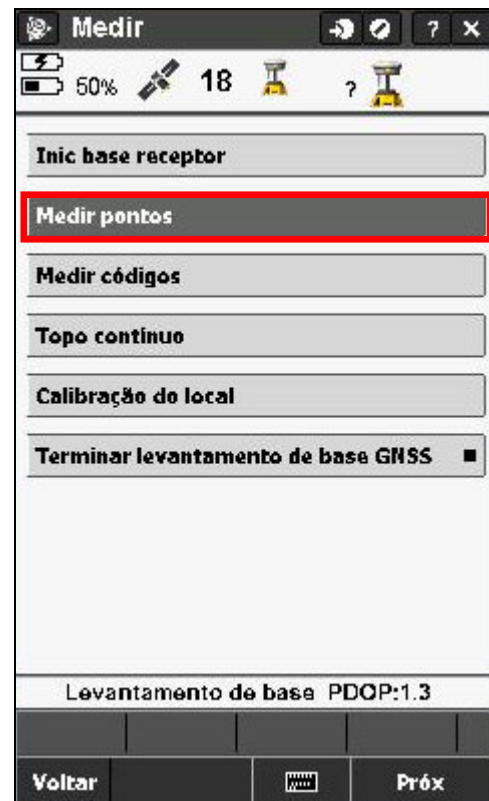 Medir
? ×
50% 18 ?
Inic base receptor
Medir pontos
Medir códigos
Topo contínuo
Calibração do local
Terminar levantamento de base GNSS
Levantamento de base PDOP:1.3
Voltar Próx